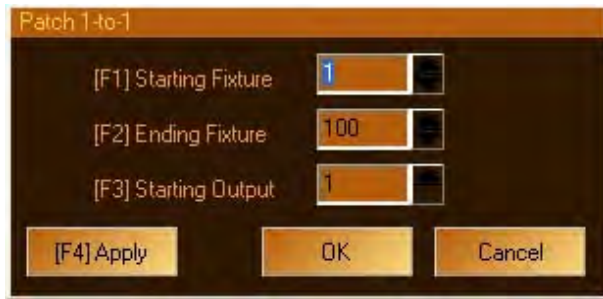 Patch 1-to-1
[F1] Starting Fixture 1
[F2] Ending Fixture 100
[F3] Starting Output 1
[F4] Apply OK Cancel